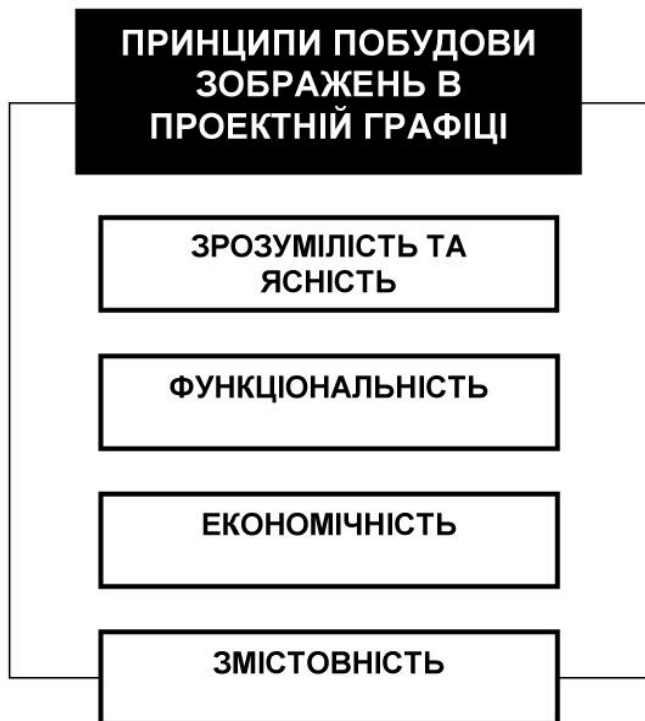 ПРИНЦИПИ ПОБУДОВИ
ЗОБРАЖЕНЬ В
ПРОЕКТНІЙ ГРАФІЦІ
ЗРОЗУМІЛІСТЬ ТА
ЯСНІСТЬ
ФУНКЦІОНАЛЬНІСТЬ
ЕКОНОМІЧНІСТЬ
ЗМІСТОВНІСТЬ